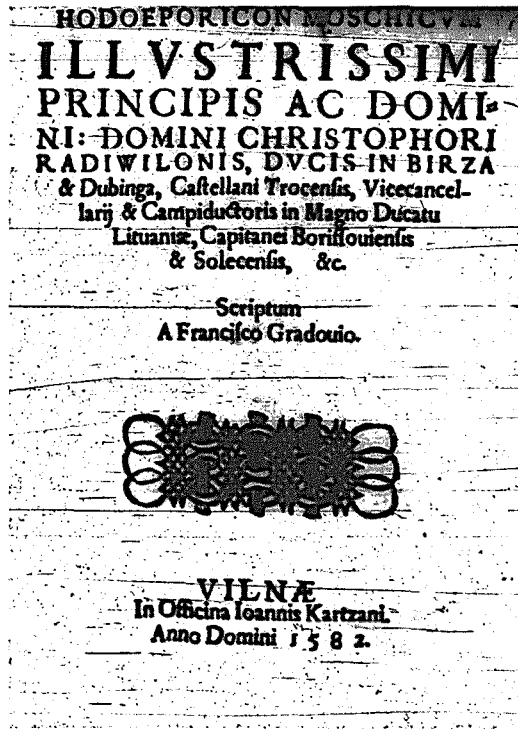 HODOEPORICON MOSCHICVM
ILLVSTRISSIMI
PRINCIPIS AC DOMI-
NI: DOMINI CHRISTOPHORI
RADIWILONIS, DVCIS IN BIRZA
& Dubinga, Caſtellani Trocenſis, Vicecancel-
larij & Campiductoris in Magno Ducatu
Lituaniæ, Capitanei Boriſſouienſis
& Solecenſis, &c.
Scriptum
A Franciſco Gradouio.
VILNÆ
In Officina Ioannis Kartzani.
Anno Domini 1582.